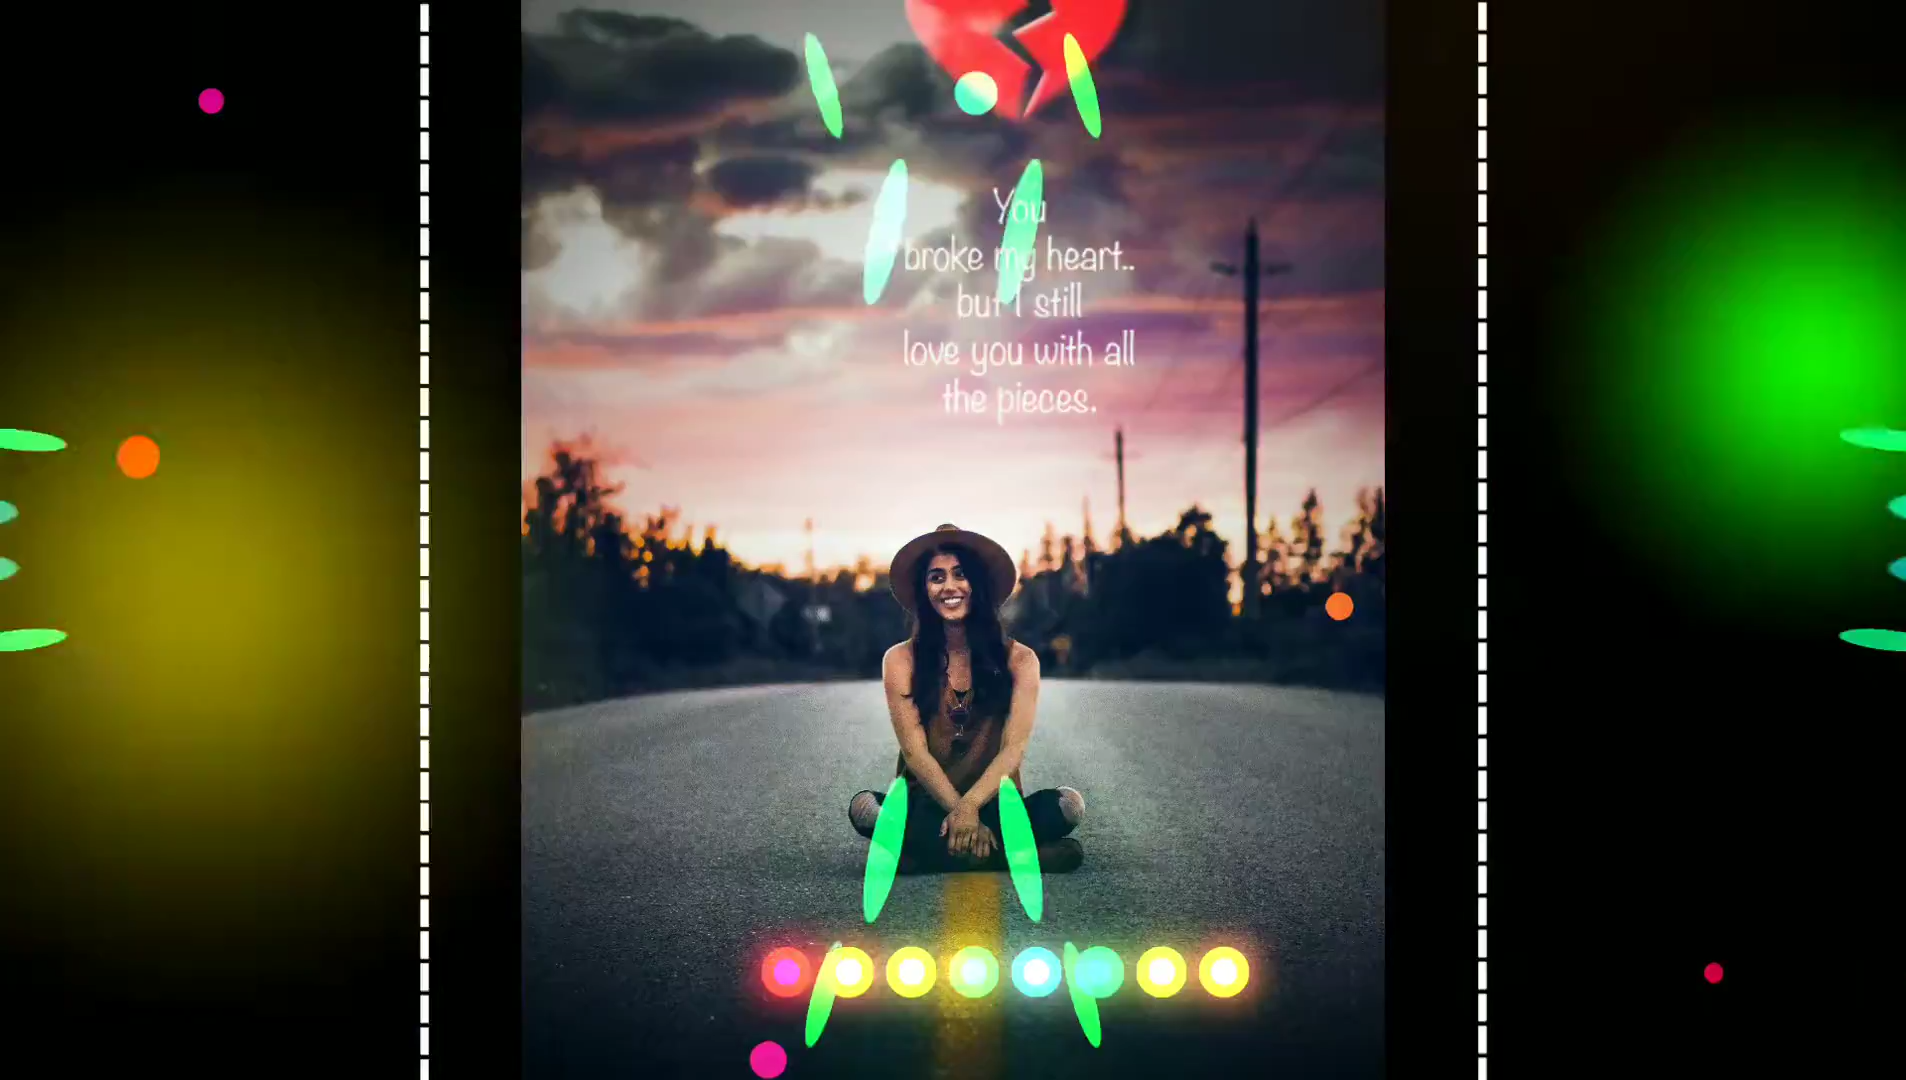 You
broke my heart..
but I still
love you with all
the pieces.